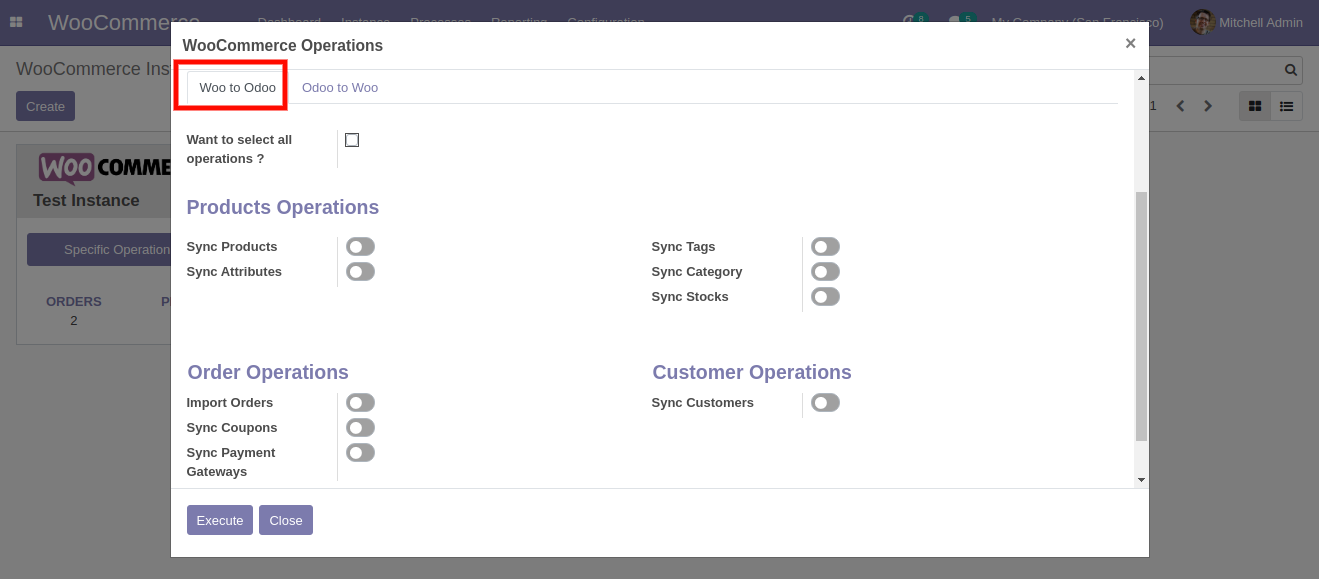 WooCommerce
Dashboard Instance Processes Reporting Configuration
8
5
My Company (San Francisco)
Mitchell Admin
WooCommerce Operations
×
WooCommerce Ins
Woo to Odoo
Odoo to Woo
Create
1
Want to select all
operations ?
WOO COMME
Test Instance
Products Operations
Specific Operation
Sync Products
Sync Tags
Sync Attributes
Sync Category
Sync Stocks
ORDERS
P
2
Order Operations
Customer Operations
Import Orders
Sync Customers
Sync Coupons
Sync Payment
Gateways
Execute
Close